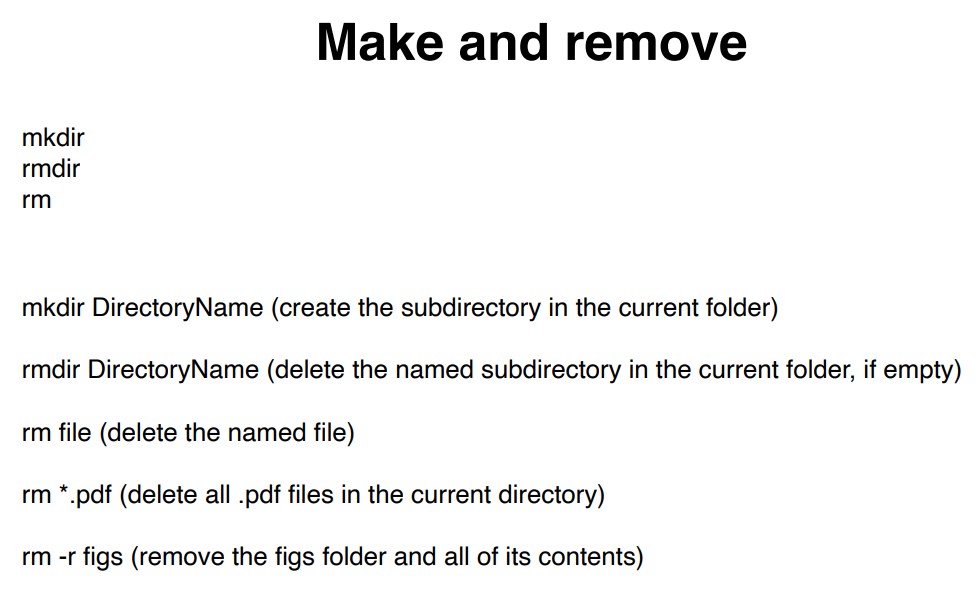 Make and remove
mkdir
rmdir
rm
mkdir DirectoryName (create the subdirectory in the current folder)
rmdir DirectoryName (delete the named subdirectory in the current folder, if empty)
rm file (delete the named file)
rm *.pdf (delete all .pdf files in the current directory)
rm -r figs (remove the figs folder and all of its contents)